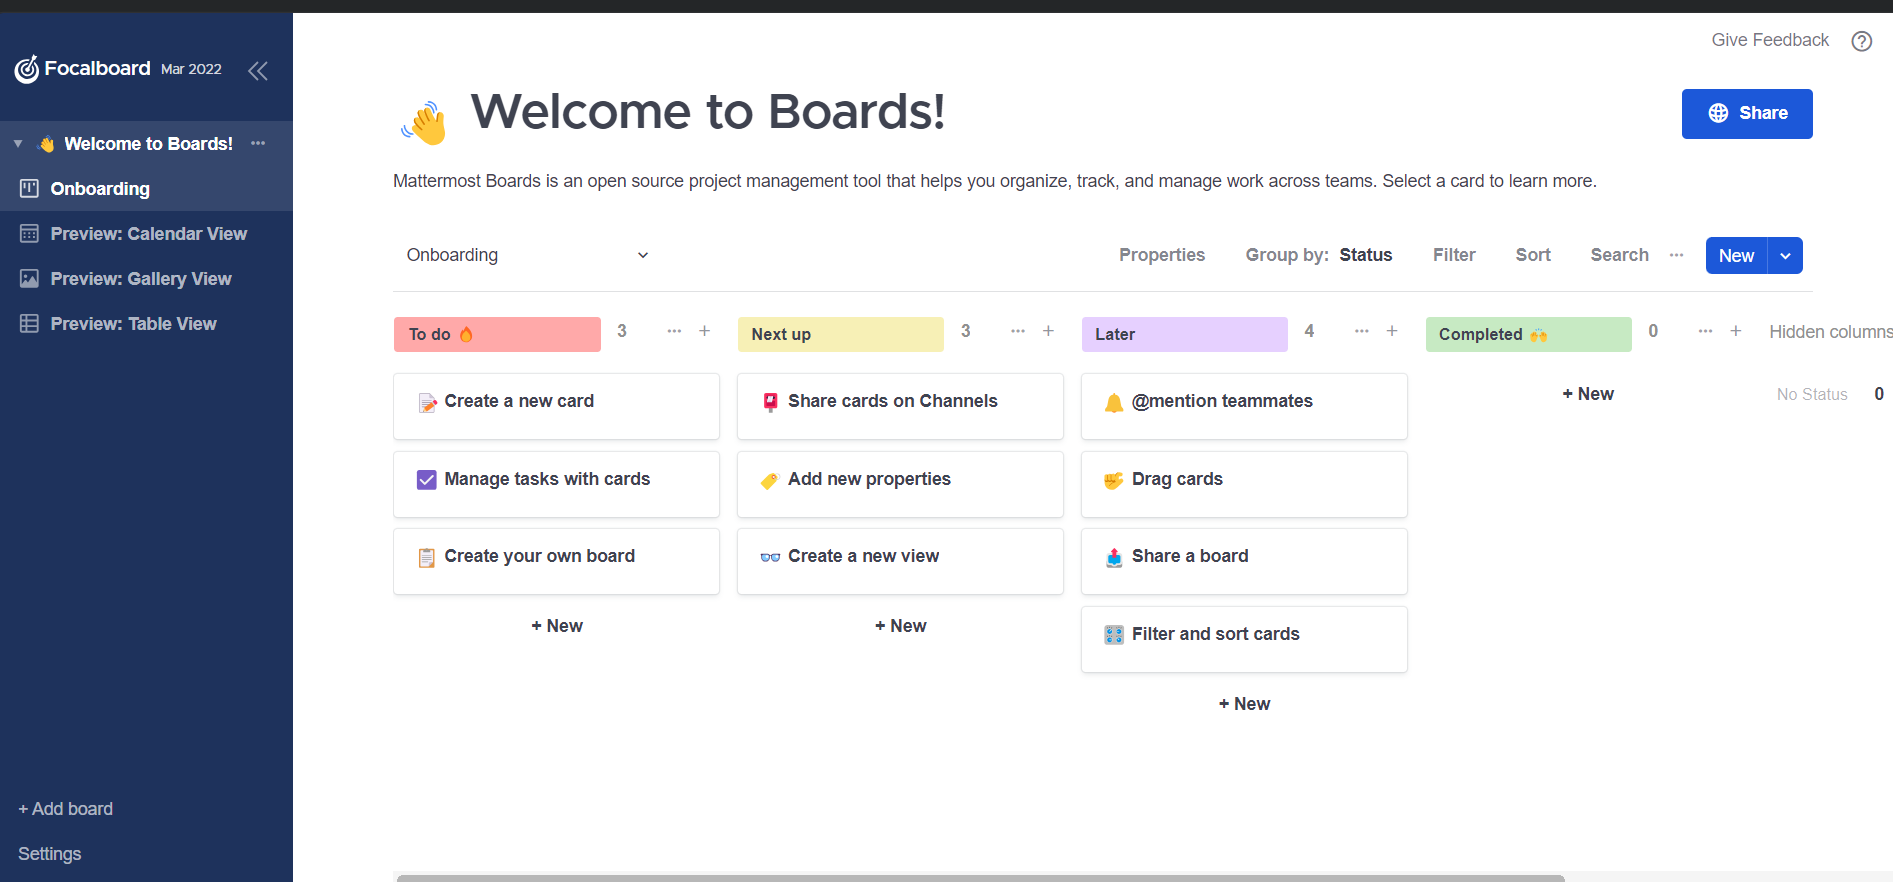 Focalboard Mar 2022
Welcome to Boards!
Onboarding
Preview: Calendar View
Preview: Gallery View
Preview: Table View
+ Add board
Settings
Give Feedback
Welcome to Boards!
Share
Mattermost Boards is an open source project management tool that helps you organize, track, and manage work across teams. Select a card to learn more.
Onboarding
Properties Group by: Status Filter Sort Search New
To do 3
Create a new card
Manage tasks with cards
Create your own board
+ New
Next up 3
Share cards on Channels
Add new properties
Create a new view
+ New
Later 4
@mention teammates
Drag cards
Share a board
Filter and sort cards
+ New
Completed 0
+ New
Hidden columns
No Status 0